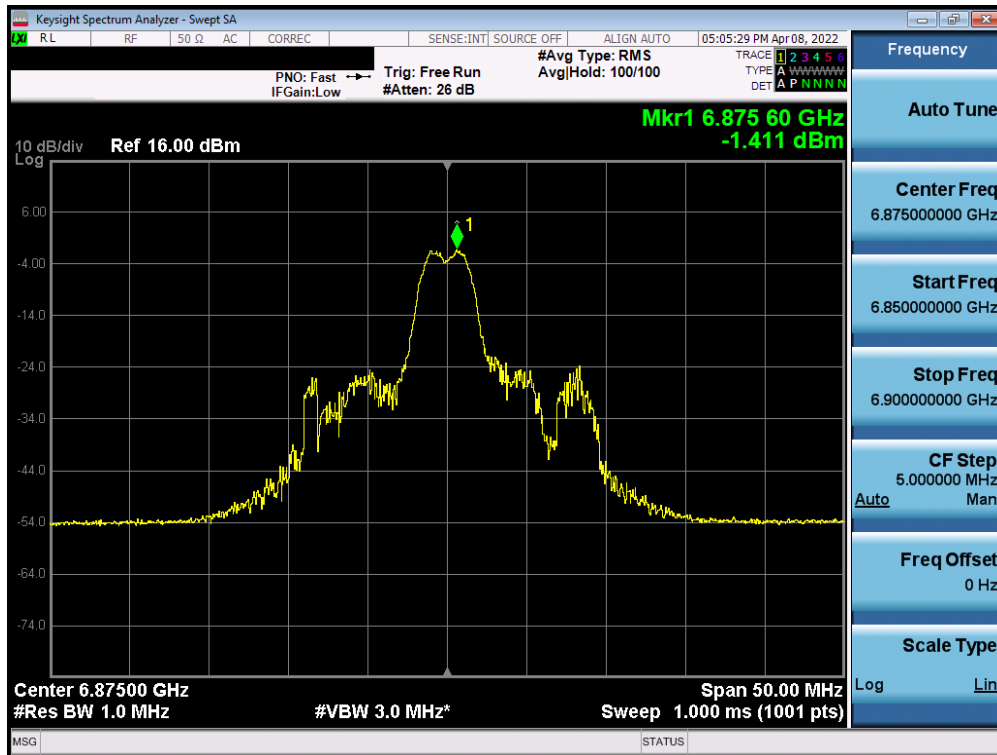 Keysight Spectrum Analyzer - Swept SA
LXI RL RF 50 Ω AC CORREC SENSE:INT SOURCE OFF ALIGN AUTO 05:05:29 PM Apr 08, 2022
#Avg Type: RMS TRACE 1 2 3 4 5 6
PNO: Fast Trig: Free Run Avg|Hold: 100/100 TYPE A WWWWW
IFGain:Low #Atten: 26 dB DET A P N N N N
Mkr1 6.875 60 GHz
-1.411 dBm
10 dB/div Ref 16.00 dBm
Log
1
6.00
-4.00
-14.0
-24.0
-34.0
-44.0
-54.0
-64.0
-74.0
Center 6.87500 GHz Span 50.00 MHz
#Res BW 1.0 MHz #VBW 3.0 MHz* Sweep 1.000 ms (1001 pts)
MSG STATUS
Frequency
Auto Tune
Center Freq
6.875000000 GHz
Start Freq
6.850000000 GHz
Stop Freq
6.900000000 GHz
CF Step
5.000000 MHz
Auto Man
Freq Offset
0 Hz
Scale Type
Log Lin